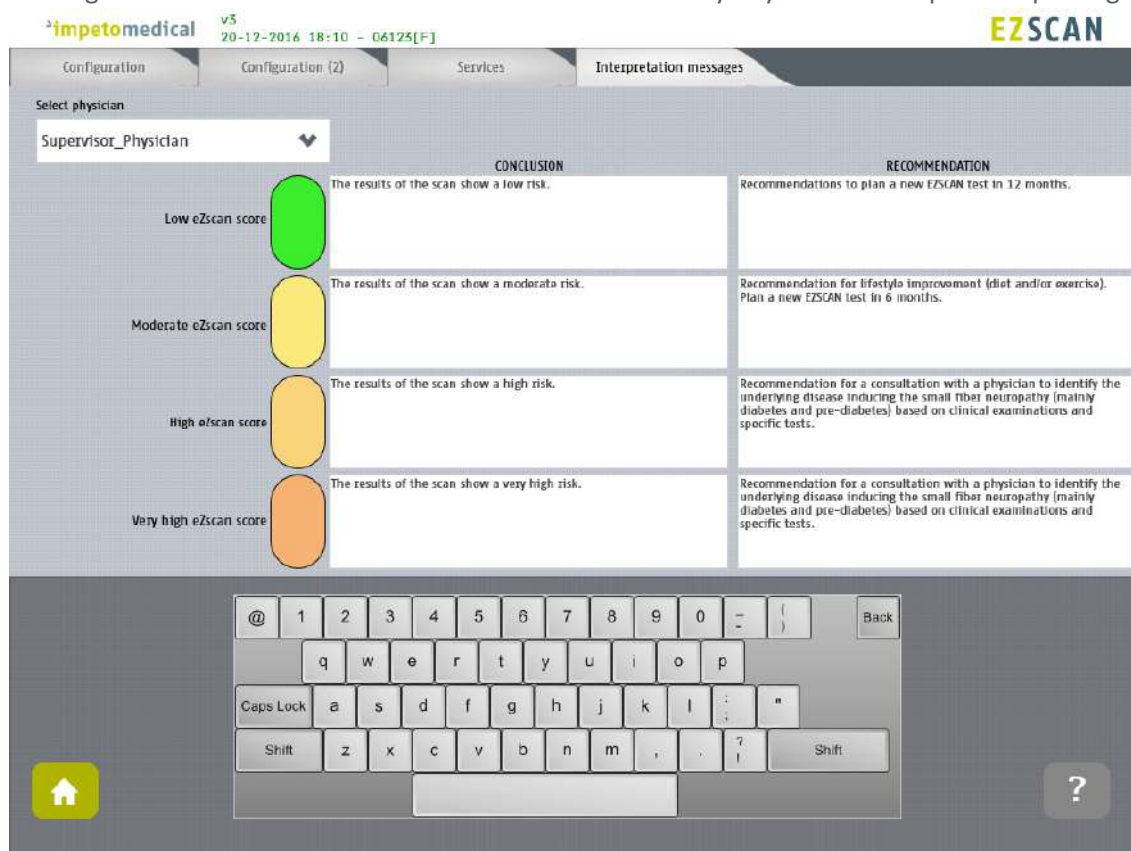 impetomedical
v3
20-12-2016 18:10 - 06123[F]
EZSCAN
Configuration
Configuration (2)
Services
Interpretation messages
Select physician
Supervisor_Physician
CONCLUSION
RECOMMENDATION
Low eZscan score
The results of the scan show a low risk.
Recommendations to plan a new EZSCAN test in 12 months.
Moderate eZscan score
The results of the scan show a moderate risk.
Recommendation for lifestyle improvement (diet and/or exercise).
Plan a new EZSCAN test in 6 months.
High eZscan score
The results of the scan show a high risk.
Recommendation for a consultation with a physician to identify the
underlying disease inducing the small fiber neuropathy (mainly
diabetes and pre-diabetes) based on clinical examinations and
specific tests.
Very high eZscan score
The results of the scan show a very high risk.
Recommendation for a consultation with a physician to identify the
underlying disease inducing the small fiber neuropathy (mainly
diabetes and pre-diabetes) based on clinical examinations and
specific tests.
@ 1 2 3 4 5 6 7 8 9 0 _ - ( ) Back
q w e r t y u i o p
Caps Lock a s d f g h j k l : ; "
Shift z x c v b n m , . ? ! Shift
?